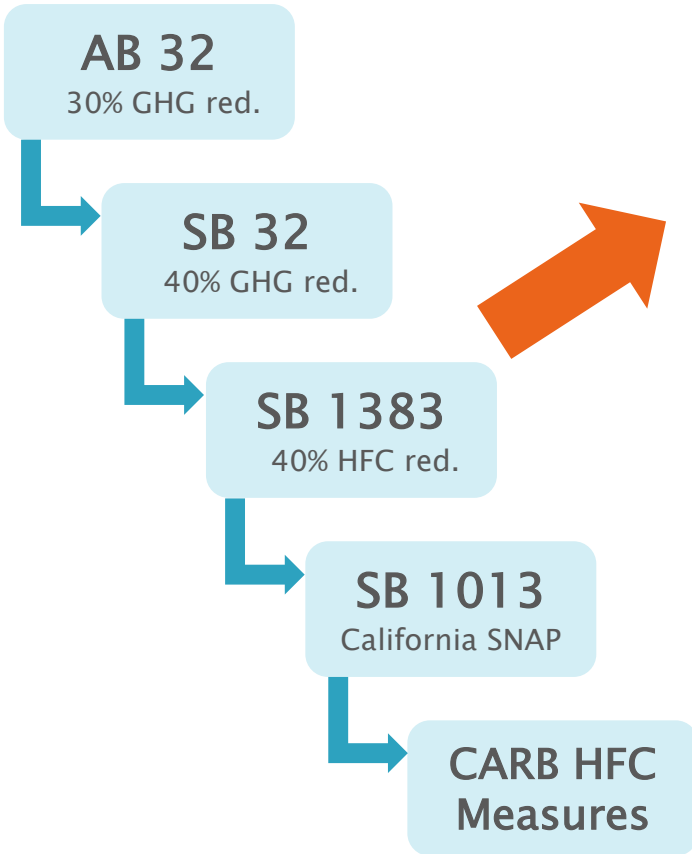 AB 32
30% GHG red.
SB 32
40% GHG red.
SB 1383
40% HFC red.
SB 1013
California SNAP
CARB HFC
Measures